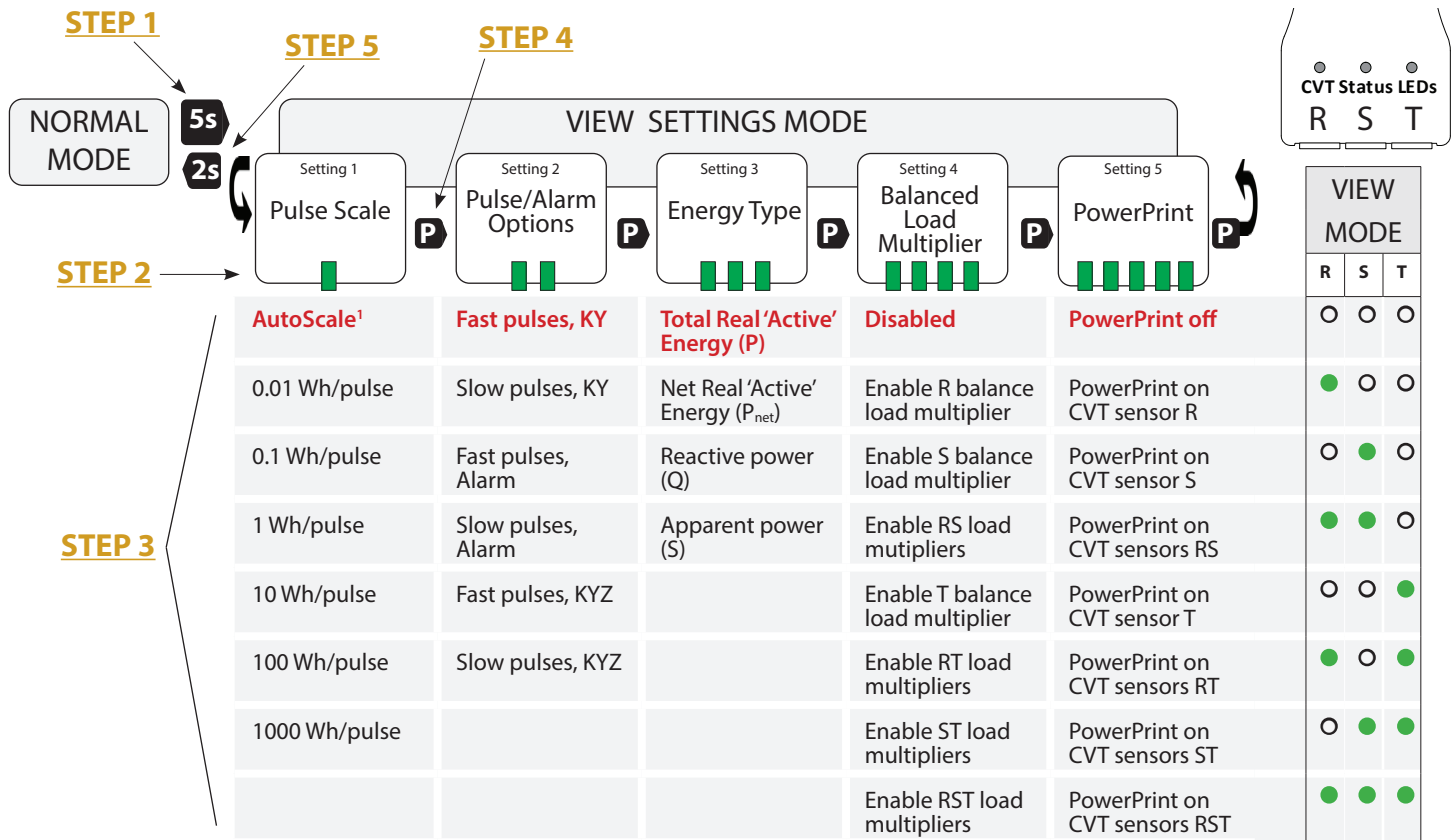 STEP 1
STEP 5
STEP 4
CVT Status LEDs
R S T
NORMAL
MODE
5s
2s
VIEW SETTINGS MODE
Setting 1
Pulse Scale
P
Setting 2
Pulse/Alarm
Options
P
Setting 3
Energy Type
P
Setting 4
Balanced
Load
Multiplier
P
Setting 5
PowerPrint
P
VIEW
MODE
R S T
STEP 2
STEP 3
AutoScale¹
Fast pulses, KY
Total Real 'Active'
Energy (P)
Disabled
PowerPrint off
0.01 Wh/pulse
Slow pulses, KY
Net Real 'Active'
Energy (Pnet)
Enable R balance
load multiplier
PowerPrint on
CVT sensor R
0.1 Wh/pulse
Fast pulses,
Alarm
Reactive power
(Q)
Enable S balance
load multiplier
PowerPrint on
CVT sensor S
1 Wh/pulse
Slow pulses,
Alarm
Apparent power
(S)
Enable RS load
mutipliers
PowerPrint on
CVT sensors RS
10 Wh/pulse
Fast pulses, KYZ
Enable T balance
load multiplier
PowerPrint on
CVT sensor T
100 Wh/pulse
Slow pulses, KYZ
Enable RT load
multipliers
PowerPrint on
CVT sensors RT
1000 Wh/pulse
Enable ST load
multipliers
PowerPrint on
CVT sensors ST
Enable RST load
multipliers
PowerPrint on
CVT sensors RST